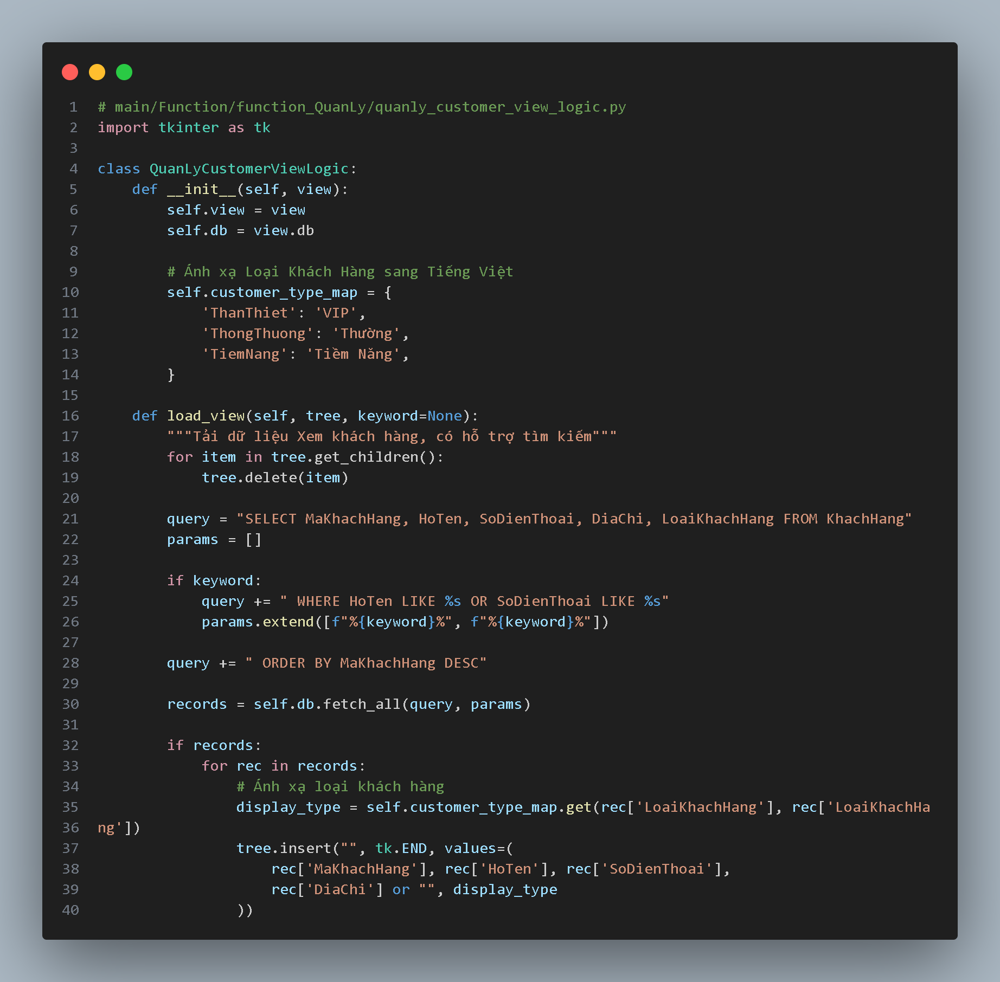 1 # main/Function/function_QuanLy/quanly_customer_view_logic.py
2 import tkinter as tk
3
4 class QuanLyCustomerViewLogic:
5     def __init__(self, view):
6         self.view = view
7         self.db = view.db
8
9         # Ánh xạ Loại Khách Hàng sang Tiếng Việt
10         self.customer_type_map = {
11             'ThanThiet': 'VIP',
12             'ThongThuong': 'Thường',
13             'TiemNang': 'Tiềm Năng',
14         }
15
16     def load_view(self, tree, keyword=None):
17         """Tải dữ liệu Xem khách hàng, có hỗ trợ tìm kiếm"""
18         for item in tree.get_children():
19             tree.delete(item)
20
21         query = "SELECT MaKhachHang, HoTen, SoDienThoai, DiaChi, LoaiKhachHang FROM KhachHang"
22         params = []
23
24         if keyword:
25             query += " WHERE HoTen LIKE %s OR SoDienThoai LIKE %s"
26             params.extend([f"%{keyword}%", f"%{keyword}%"])
27
28         query += " ORDER BY MaKhachHang DESC"
29
30         records = self.db.fetch_all(query, params)
31
32         if records:
33             for rec in records:
34                 # Ánh xạ loại khách hàng
35                 display_type = self.customer_type_map.get(rec['LoaiKhachHang'], rec['LoaiKhachHa
36 ng'])
37                 tree.insert("", tk.END, values=(
38                     rec['MaKhachHang'], rec['HoTen'], rec['SoDienThoai'],
39                     rec['DiaChi'] or "", display_type
40                 ))